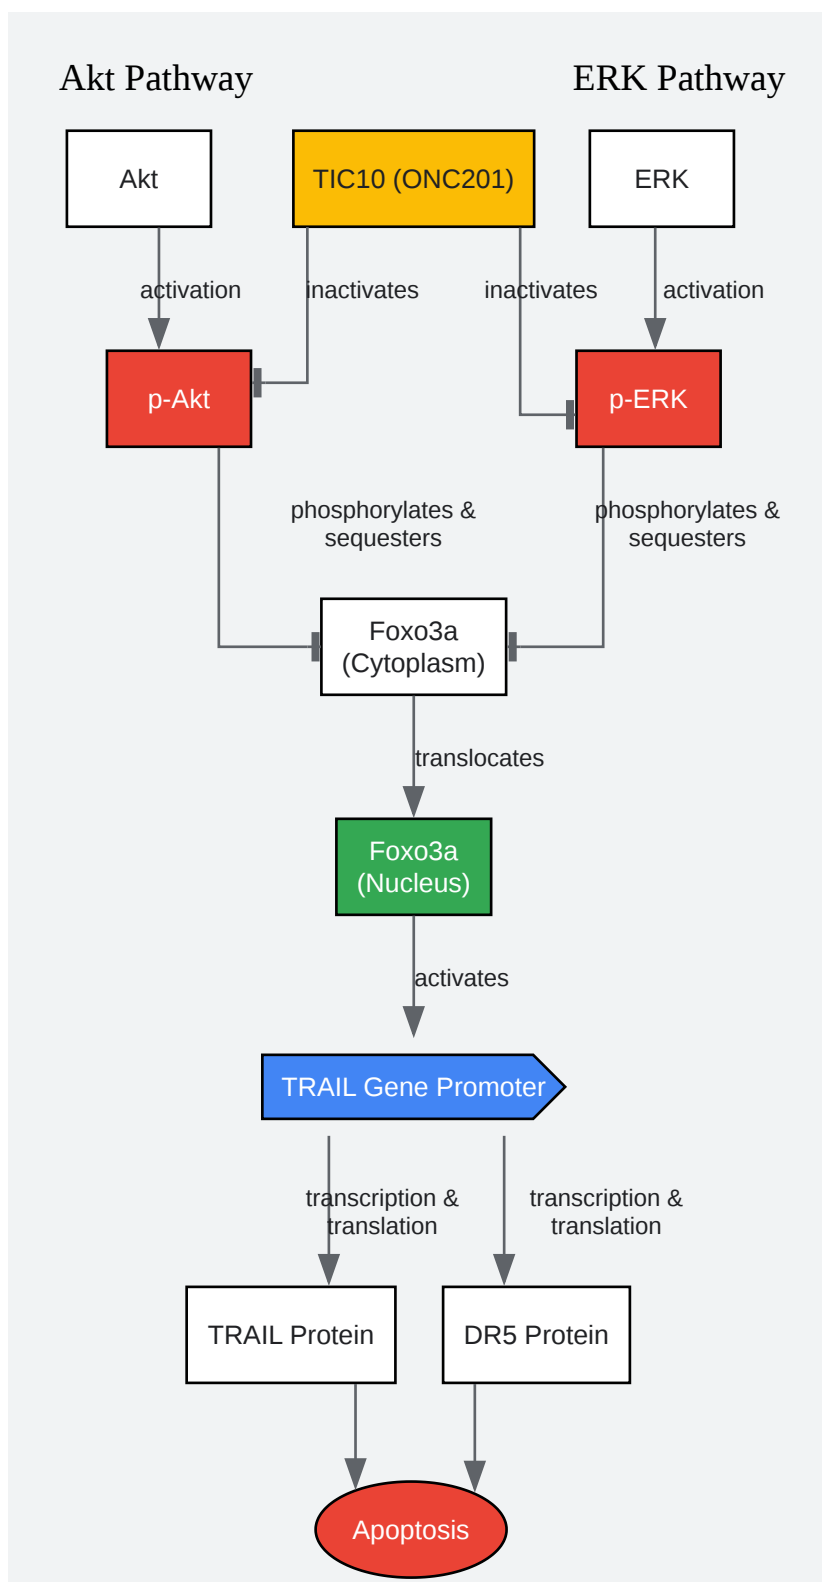 Akt Pathway
ERK Pathway
Akt
TIC10 (ONC201)
ERK
activation
inactivates
inactivates
activation
p-Akt
p-ERK
phosphorylates &
sequesters
phosphorylates &
sequesters
Foxo3a
(Cytoplasm)
translocates
Foxo3a
(Nucleus)
activates
TRAIL Gene Promoter
transcription &
translation
transcription &
translation
TRAIL Protein
DR5 Protein
Apoptosis